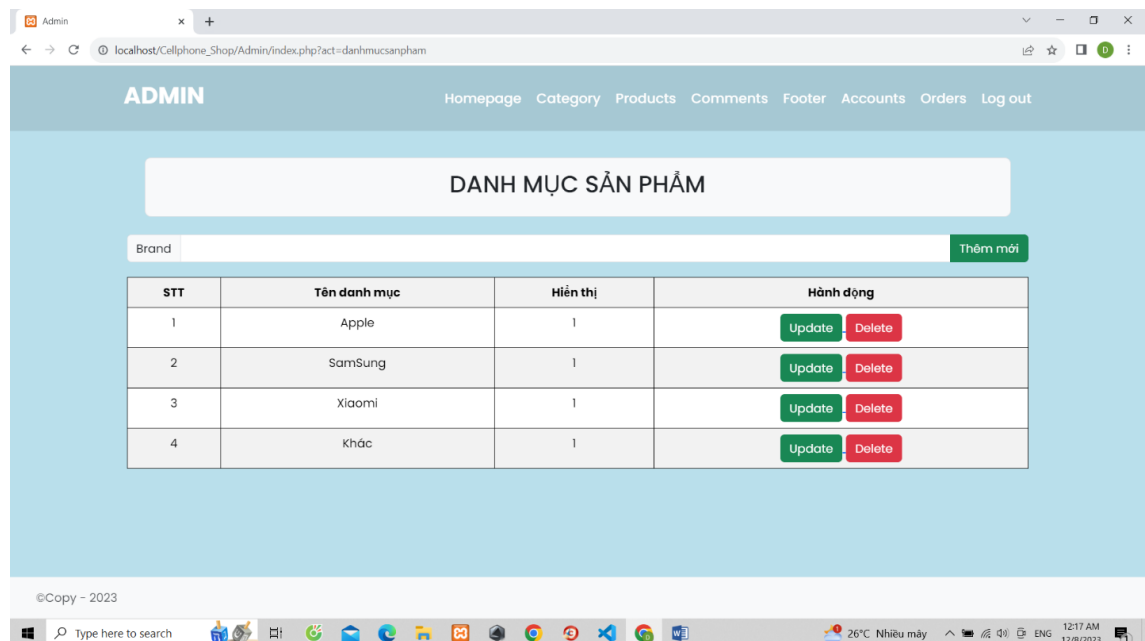 Admin
localhost/Cellphone_Shop/Admin/index.php?act=danhmucsanpham
D
ADMIN Homepage Category Products Comments Footer Accounts Orders Log out
DANH MỤC SẢN PHẨM
Brand Thêm mới
STT Tên danh mục Hiển thị Hành động
1 Apple 1 Update Delete
2 SamSung 1 Update Delete
3 Xiaomi 1 Update Delete
4 Khác 1 Update Delete
©Copy - 2023
Type here to search 26°C Nhiều mây ENG 12:17 AM
12/8/2023